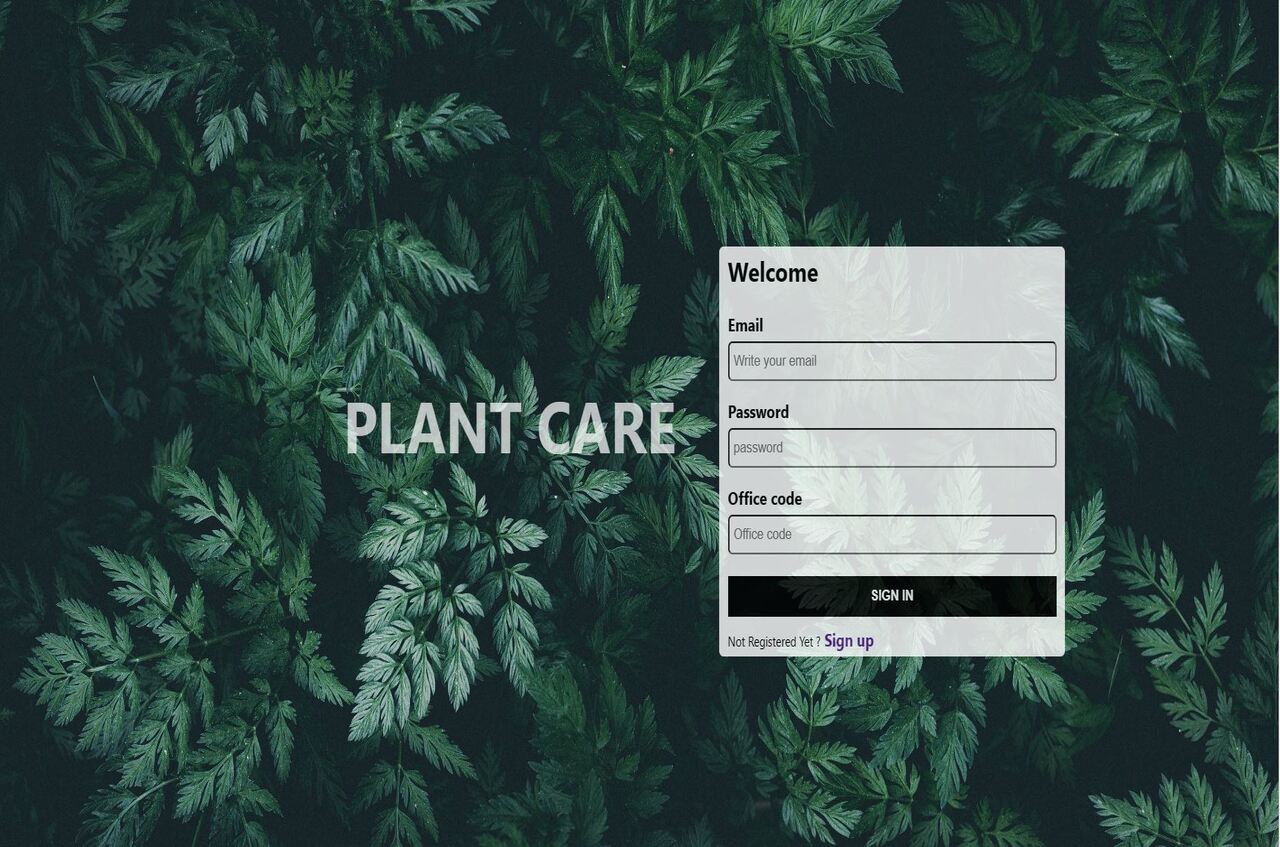 PLANT CARE
Welcome
Email
Write your email
Password
password
Office code
Office code
SIGN IN
Not Registered Yet ? Sign up